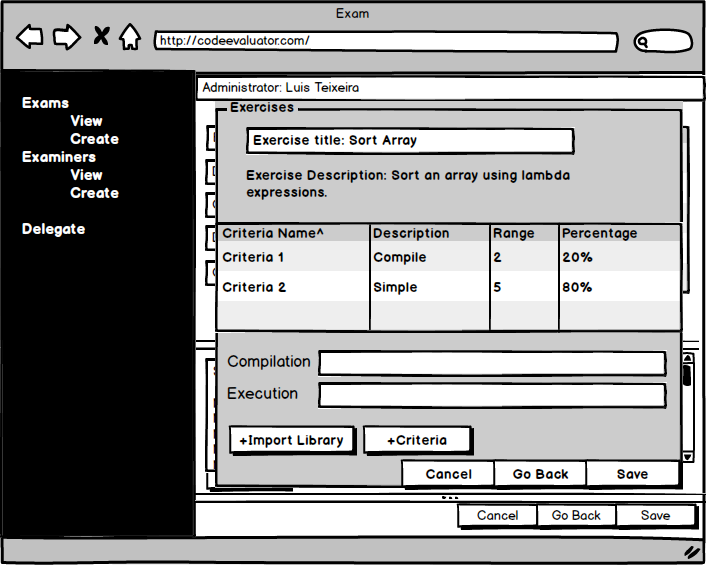 Exam
http://codeevaluator.com/
Administrator: Luis Teixeira
Exams
View
Create
Examiners
View
Create
Delegate
Exercises
Exercise title: Sort Array
Exercise Description: Sort an array using lambda
expressions.
Criteria Name^ Description Range Percentage
Criteria 1 Compile 2 20%
Criteria 2 Simple 5 80%
Compilation
Execution
+Import Library +Criteria
Cancel Go Back Save
Cancel Go Back Save